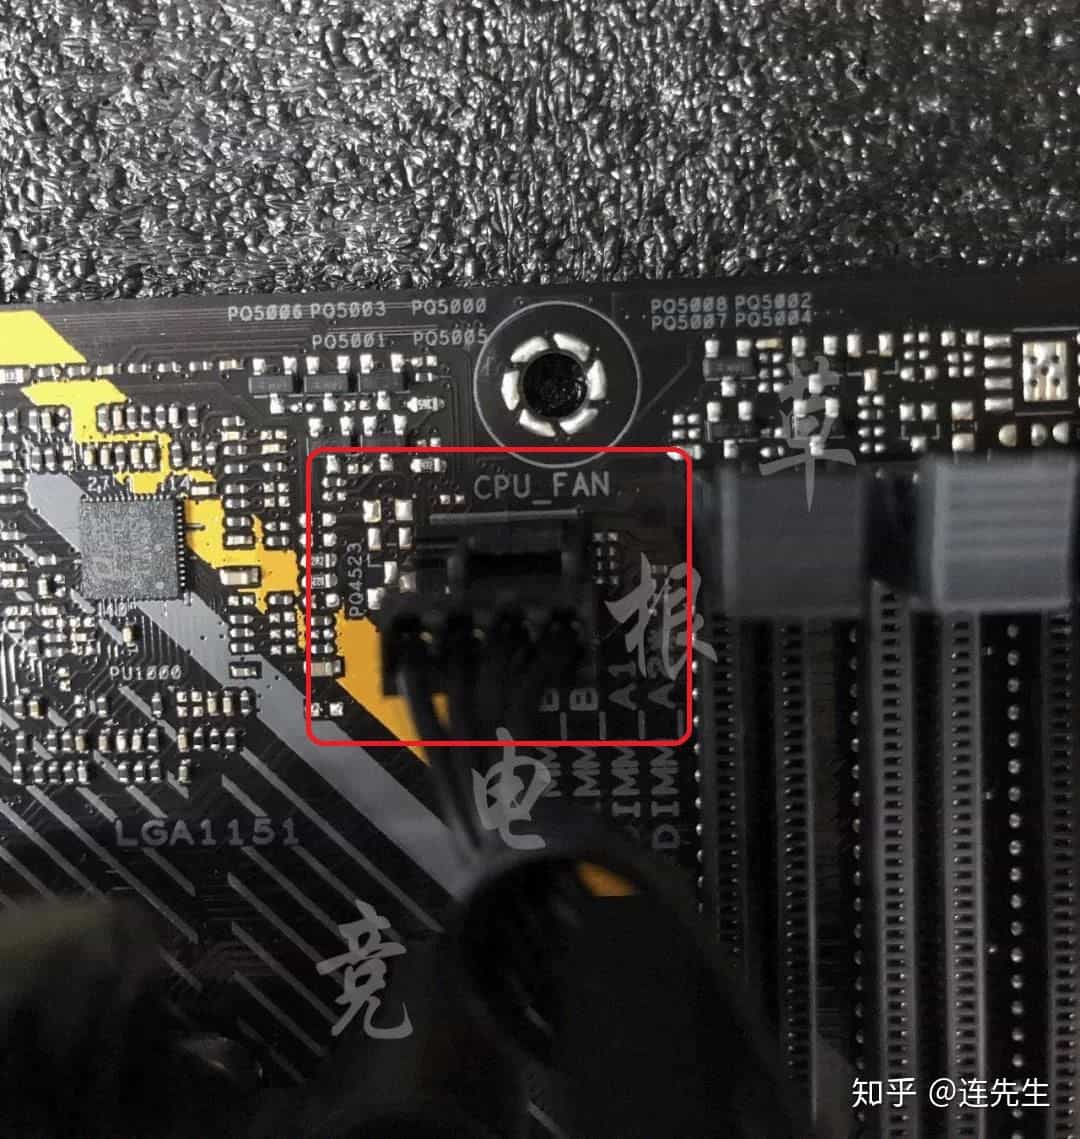 PQ5006 PQ5003 PQ5000
PQ5008 PQ5002
PQ5007 PQ5004
PQ5001 PQ5005
CPU_FAN
PQ4523
PU1000
LGA1151
DIMM_A1
DIMM_A2
草
根
电
竞
知乎 @连先生